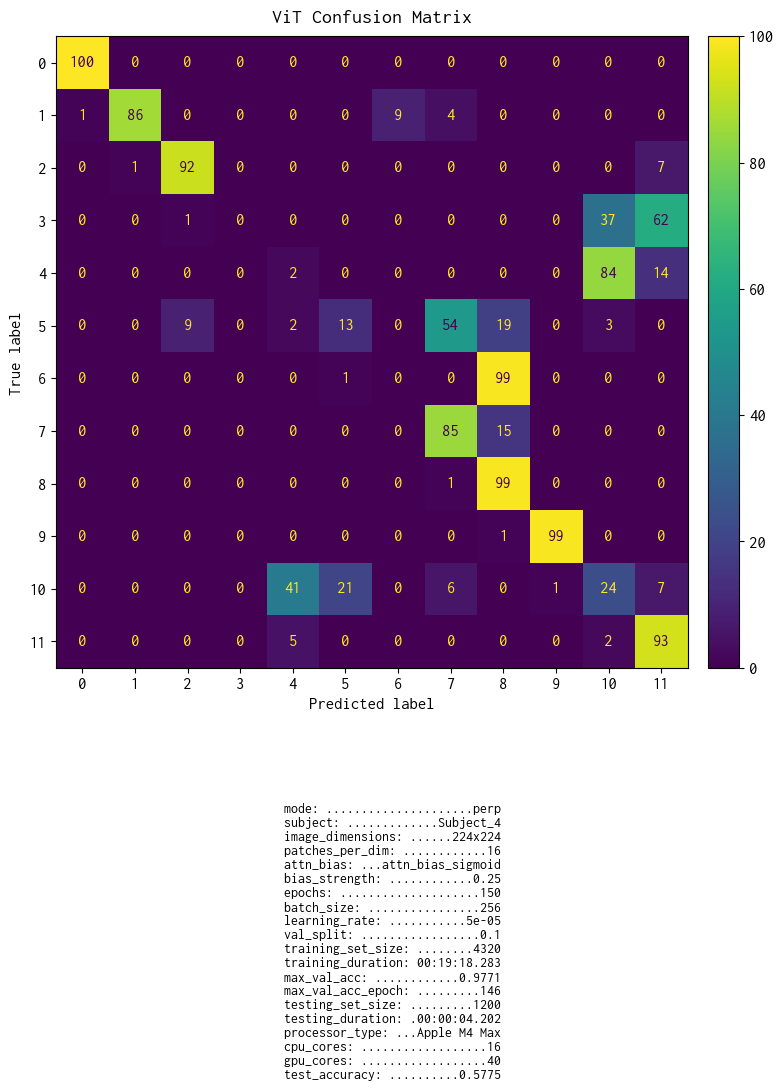 ViT Confusion Matrix
0 100 0 0 0 0 0 0 0 0 0 0 0
1 1 86 0 0 0 0 9 4 0 0 0 0
2 0 1 92 0 0 0 0 0 0 0 0 7
3 0 0 1 0 0 0 0 0 0 0 37 62
4 0 0 0 0 2 0 0 0 0 0 84 14
5 0 0 9 0 2 13 0 54 19 0 3 0
6 0 0 0 0 0 1 0 0 99 0 0 0
7 0 0 0 0 0 0 0 85 15 0 0 0
8 0 0 0 0 0 0 0 1 99 0 0 0
9 0 0 0 0 0 0 0 0 1 99 0 0
10 0 0 0 0 41 21 0 6 0 1 24 7
11 0 0 0 0 5 0 0 0 0 0 2 93
0 1 2 3 4 5 6 7 8 9 10 11
True label
Predicted label
100
80
60
40
20
0
mode: .....................perp
subject: .............Subject_4
image_dimensions: ......224x224
patches_per_dim: ............16
attn_bias: ...attn_bias_sigmoid
bias_strength: ............0.25
epochs: ....................150
batch_size: ................256
learning_rate: ...........5e-05
val_split: .................0.1
training_set_size: ........4320
training_duration: 00:19:18.283
max_val_acc: ............0.9771
max_val_acc_epoch: .........146
testing_set_size: .........1200
testing_duration: .00:00:04.202
processor_type: ...Apple M4 Max
cpu_cores: ..................16
gpu_cores: ..................40
test_accuracy: ..........0.5775